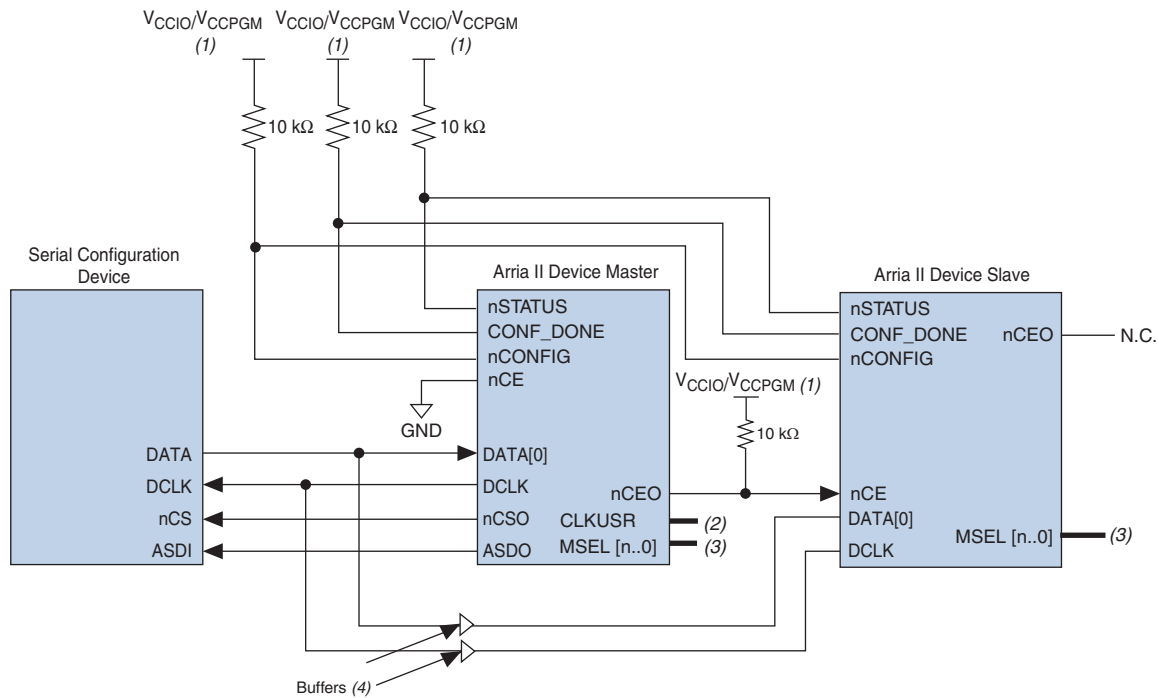 VCCIO/VCCPGM (1)
VCCIO/VCCPGM (1)
VCCIO/VCCPGM (1)
10 kΩ
10 kΩ
10 kΩ
Serial Configuration
Device
DATA
DCLK
nCS
ASDI
Arria II Device Master
nSTATUS
CONF_DONE
nCONFIG
nCE
GND
DATA[0]
DCLK
nCSO
ASDO
nCEO
CLKUSR
(2)
MSEL [n..0]
(3)
VCCIO/VCCPGM (1)
10 kΩ
Arria II Device Slave
nSTATUS
CONF_DONE
nCONFIG
nCEO
N.C.
nCE
DATA[0]
DCLK
MSEL [n..0]
(3)
Buffers (4)